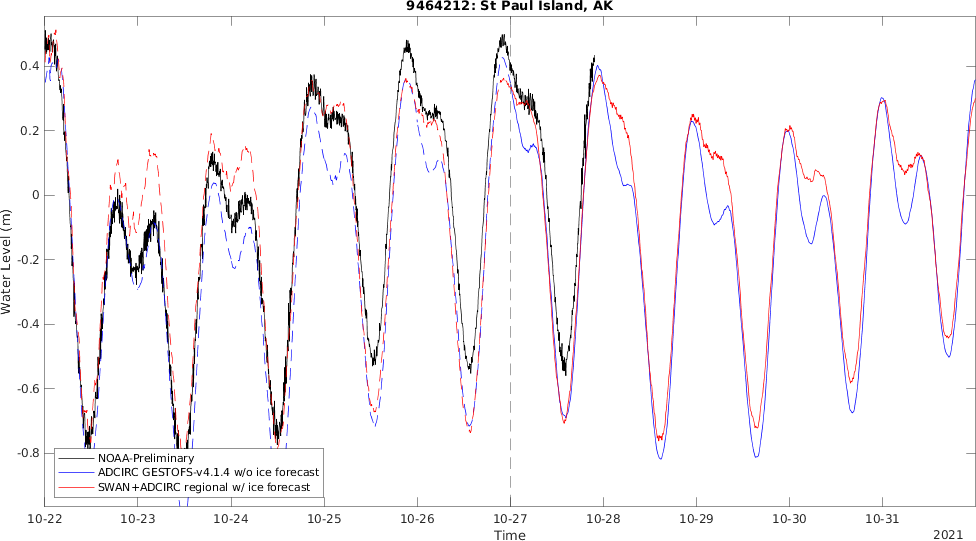 9464212: St Paul Island, AK
Water Level (m)
0.4
0.2
0
-0.2
-0.4
-0.6
-0.8
NOAA-Preliminary
ADCIRC GESTOFS-v4.1.4 w/o ice forecast
SWAN+ADCIRC regional w/ ice forecast
10-22 10-23 10-24 10-25 10-26 10-27 10-28 10-29 10-30 10-31
Time
2021